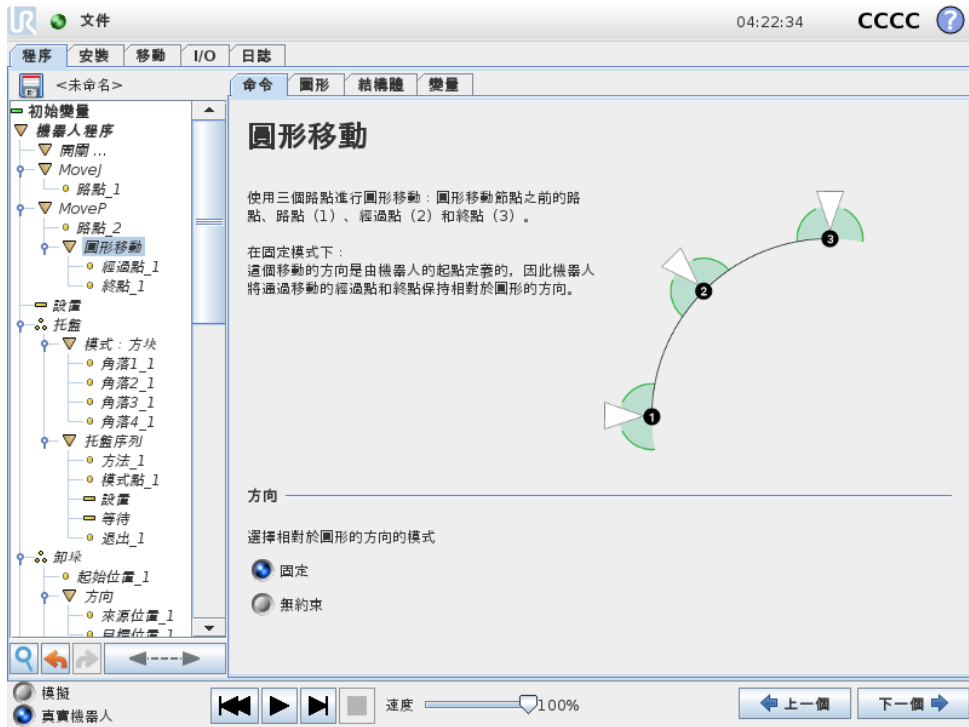 UR 文件 04:22:34 CCCC ?
程序 安裝 移動 I/O 日誌
<未命名>
命令 圖形 結構體 變量
初始變量
機器人程序
開關 ...
MoveJ
路點_1
MoveP
路點_2
圓形移動
經過點_1
終點_1
設置
托盤
模式：方块
角落1_1
角落2_1
角落3_1
角落4_1
托盤序列
方法_1
模式點_1
設置
等待
退出_1
卸垛
起始位置_1
方向
來源位置_1
目標位置_1
圓形移動
使用三個路點進行圓形移動：圓形移動節點之前的路
點、路點（1）、經過點（2）和終點（3）。
在固定模式下：
這個移動的方向是由機器人的起點定義的，因此機器人
將通過移動的經過點和終點保持相對於圓形的方向。
3
2
1
方向
選擇相對於圓形的方向的模式
固定
無約束
模擬
真實機器人
速度 100%
上一個 下一個